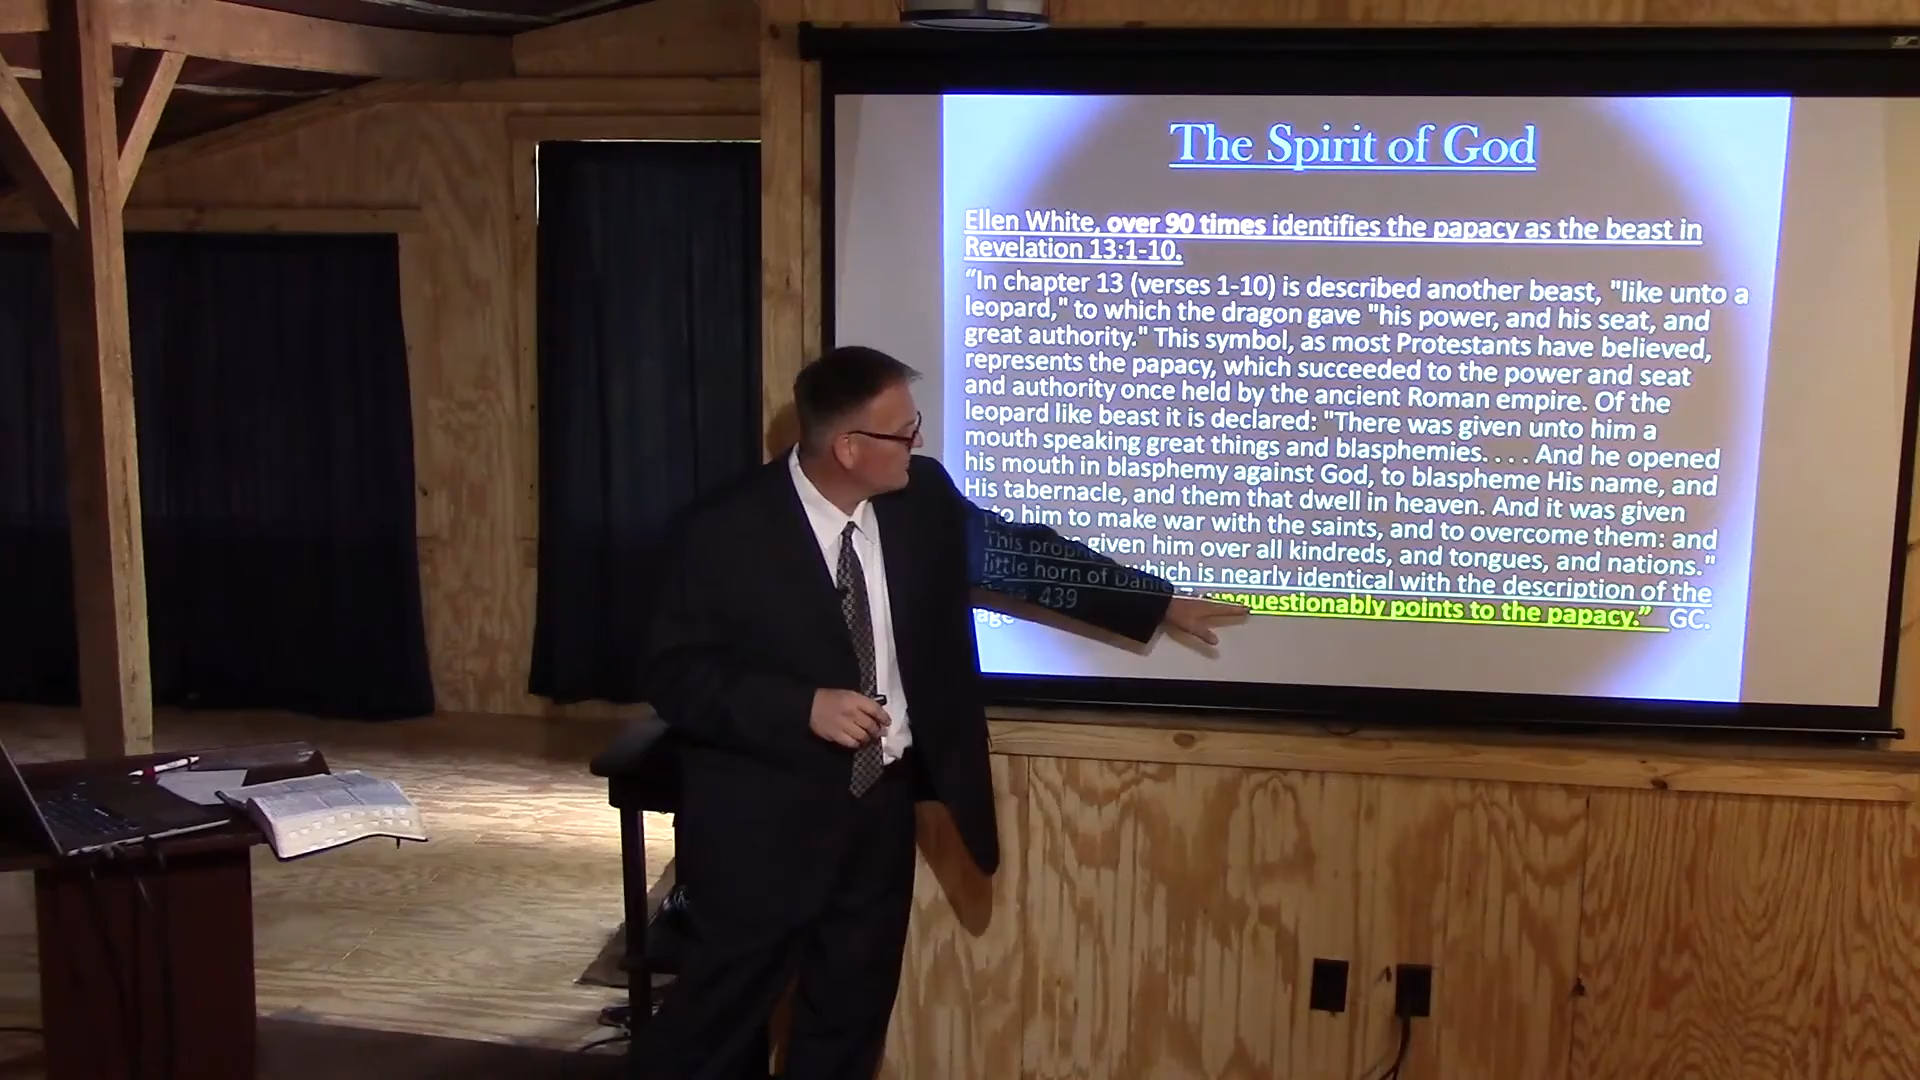 The Spirit of God
Ellen White, over 90 times identifies the papacy as the beast in
Revelation 13:1-10.
“In chapter 13 (verses 1-10) is described another beast, "like unto a
leopard," to which the dragon gave "his power, and his seat, and
great authority." This symbol, as most Protestants have believed,
represents the papacy, which succeeded to the power and seat
and authority once held by the ancient Roman empire. Of the
leopard like beast it is declared: "There was given unto him a
mouth speaking great things and blasphemies. . . . And he opened
his mouth in blasphemy against God, to blaspheme His name, and
His tabernacle, and them that dwell in heaven. And it was given
him to make war with the saints, and to overcome them: and
given him over all kindreds, and tongues, and nations."
This which is nearly identical with the description of the
little horn of unquestionably points to the papacy.” GC.
439